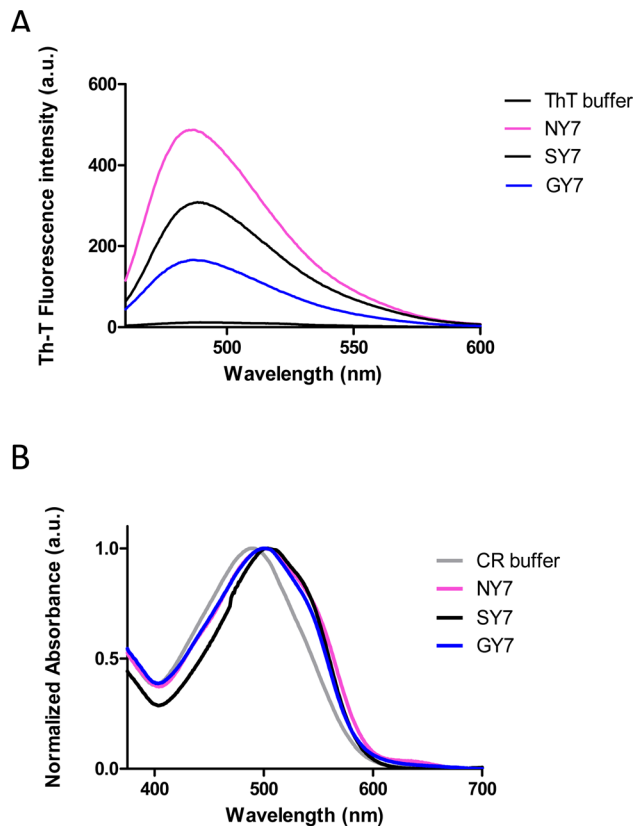 A
Th-T Fluorescence intensity (a.u.)
600
400
200
0
500
550
600
Wavelength (nm)
ThT buffer
NY7
SY7
GY7
B
Normalized Absorbance (a.u.)
1.0
0.5
0.0
400
500
600
700
Wavelength (nm)
CR buffer
NY7
SY7
GY7